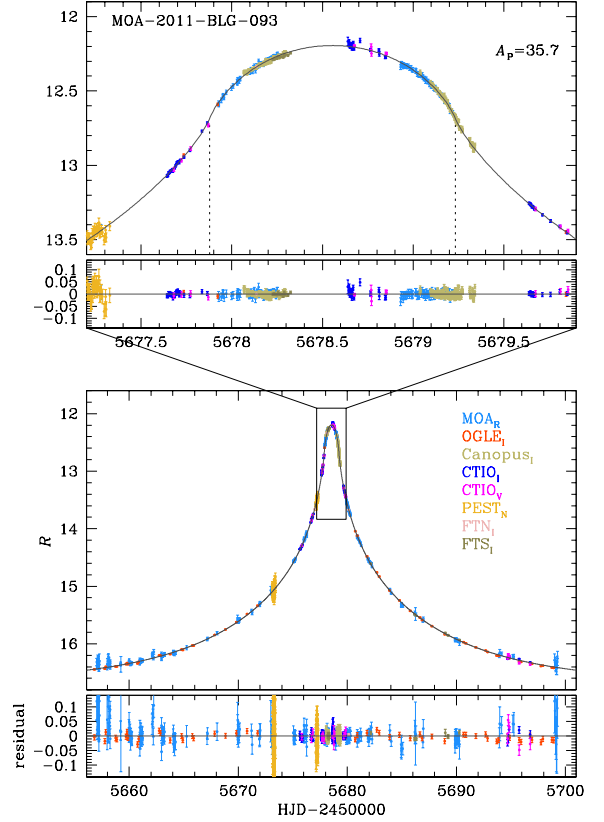 12
MOA-2011-BLG-093
A_P=35.7
12.5
13
13.5
0.1
0.05
0
−0.05
−0.1
5677.5 5678 5678.5 5679 5679.5
12
13
14
15
16
R
MOA_R
OGLE_I
Canopus_I
CTIO_I
CTIO_V
PEST_N
FTN_I
FTS_I
0.1
0.05
0
−0.05
−0.1
residual
5660 5670 5680 5690 5700
HJD−2450000